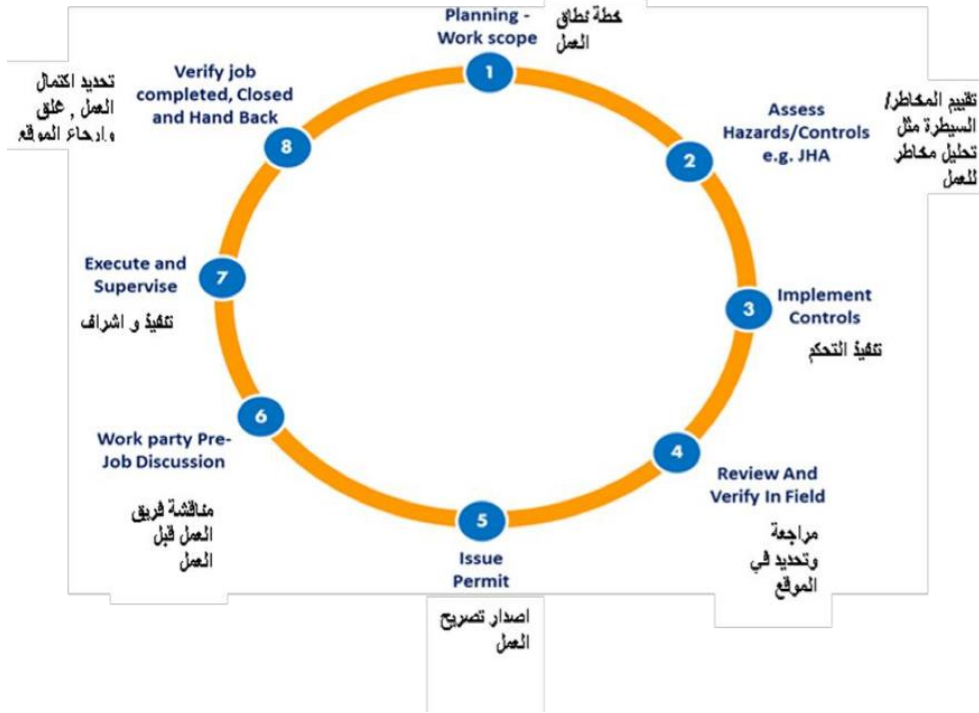 Planning -
Work scope
خطة نطاق
العمل
1
Assess
Hazards/Controls
e.g. JHA
تقييم المخاطر/
السيطرة مثل
تحليل مخاطر
للعمل
2
Implement
Controls
تنفيذ التحكم
3
Review And
Verify In Field
مراجعة
وتحديد في
الموقع
4
5
Issue
Permit
اصدار تصريح
العمل
6
Work party Pre-
Job Discussion
مناقشة فريق
العمل قبل
العمل
7
Execute and
Supervise
تنفيذ و اشراف
8
Verify job
completed, Closed
and Hand Back
تحديد اكتمال
العمل , غلق
وارجاع الموقع